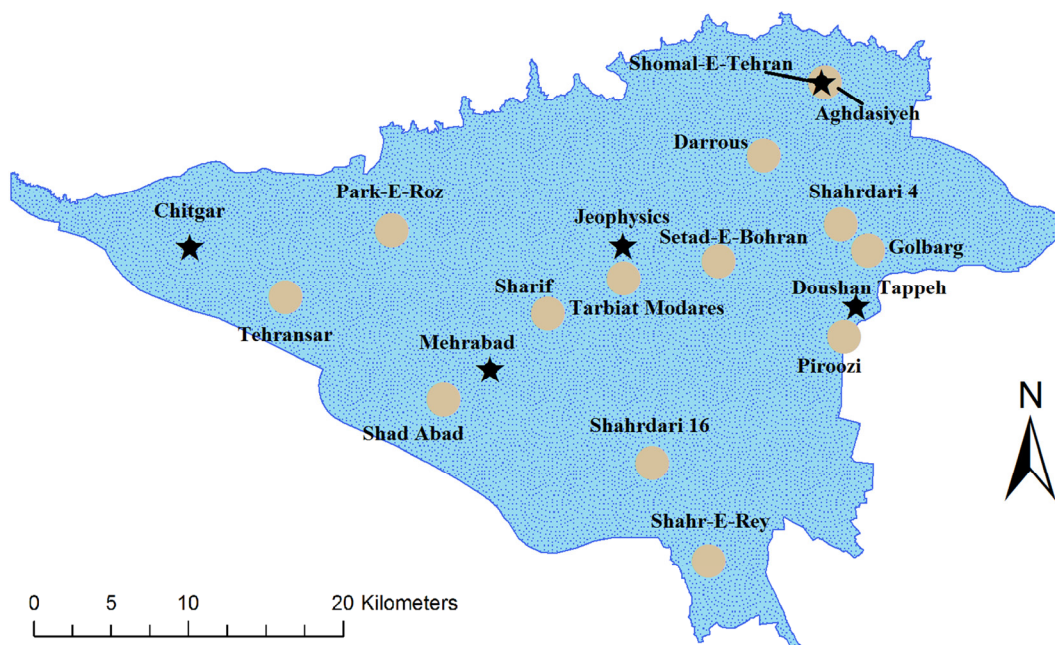 Shomal-E-Tehran
Aghdasiyeh
Darrous
Park-E-Roz
Shahrdari 4
Chitgar
Jeophysics
Setad-E-Bohran
Golbarg
Sharif
Doushan Tappeh
Tarbiat Modares
Tehransar
Mehrabad
Piroozi
Shad Abad
Shahrdari 16
N
Shahr-E-Rey
0 5 10 20 Kilometers